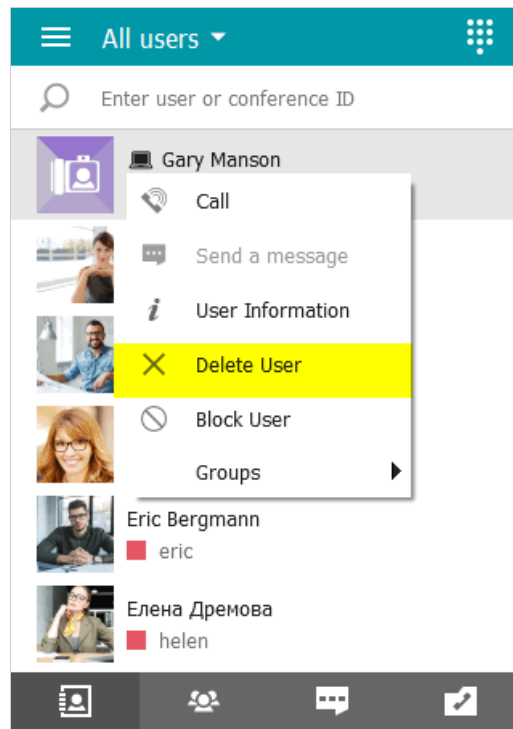 All users
Enter user or conference ID
Gary Manson
Call
Send a message
User Information
Delete User
Block User
Groups
Eric Bergmann
eric
Елена Дремова
helen